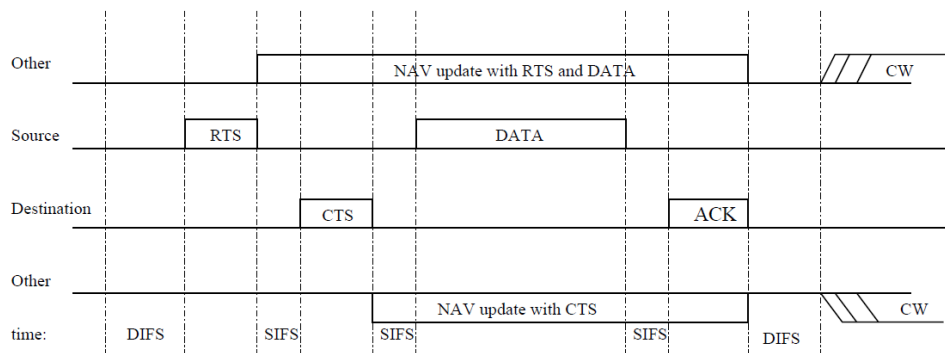 Other
NAV update with RTS and DATA
CW
Source
RTS
DATA
Destination
CTS
ACK
Other
NAV update with CTS
CW
time:
DIFS
SIFS
SIFS
SIFS
DIFS